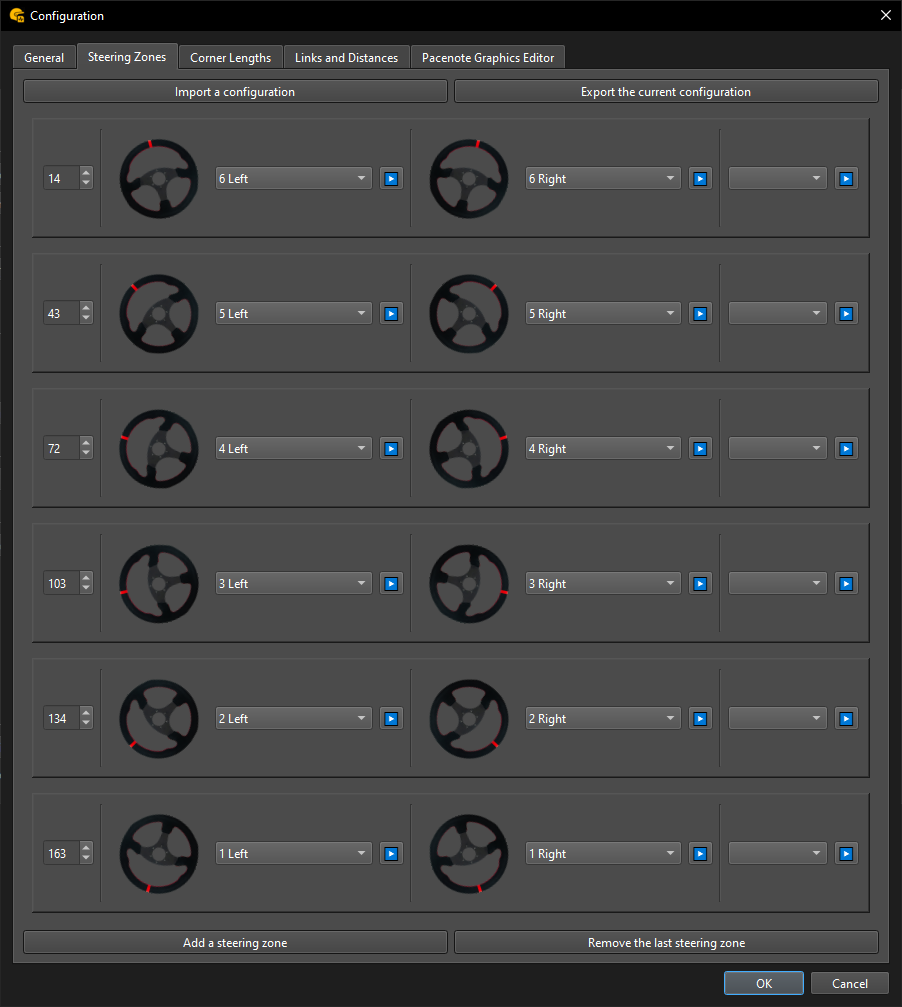 Configuration
General
Steering Zones
Corner Lengths
Links and Distances
Pacenote Graphics Editor
Import a configuration
Export the current configuration
14
6 Left
6 Right
43
5 Left
5 Right
72
4 Left
4 Right
103
3 Left
3 Right
134
2 Left
2 Right
163
1 Left
1 Right
Add a steering zone
Remove the last steering zone
OK
Cancel